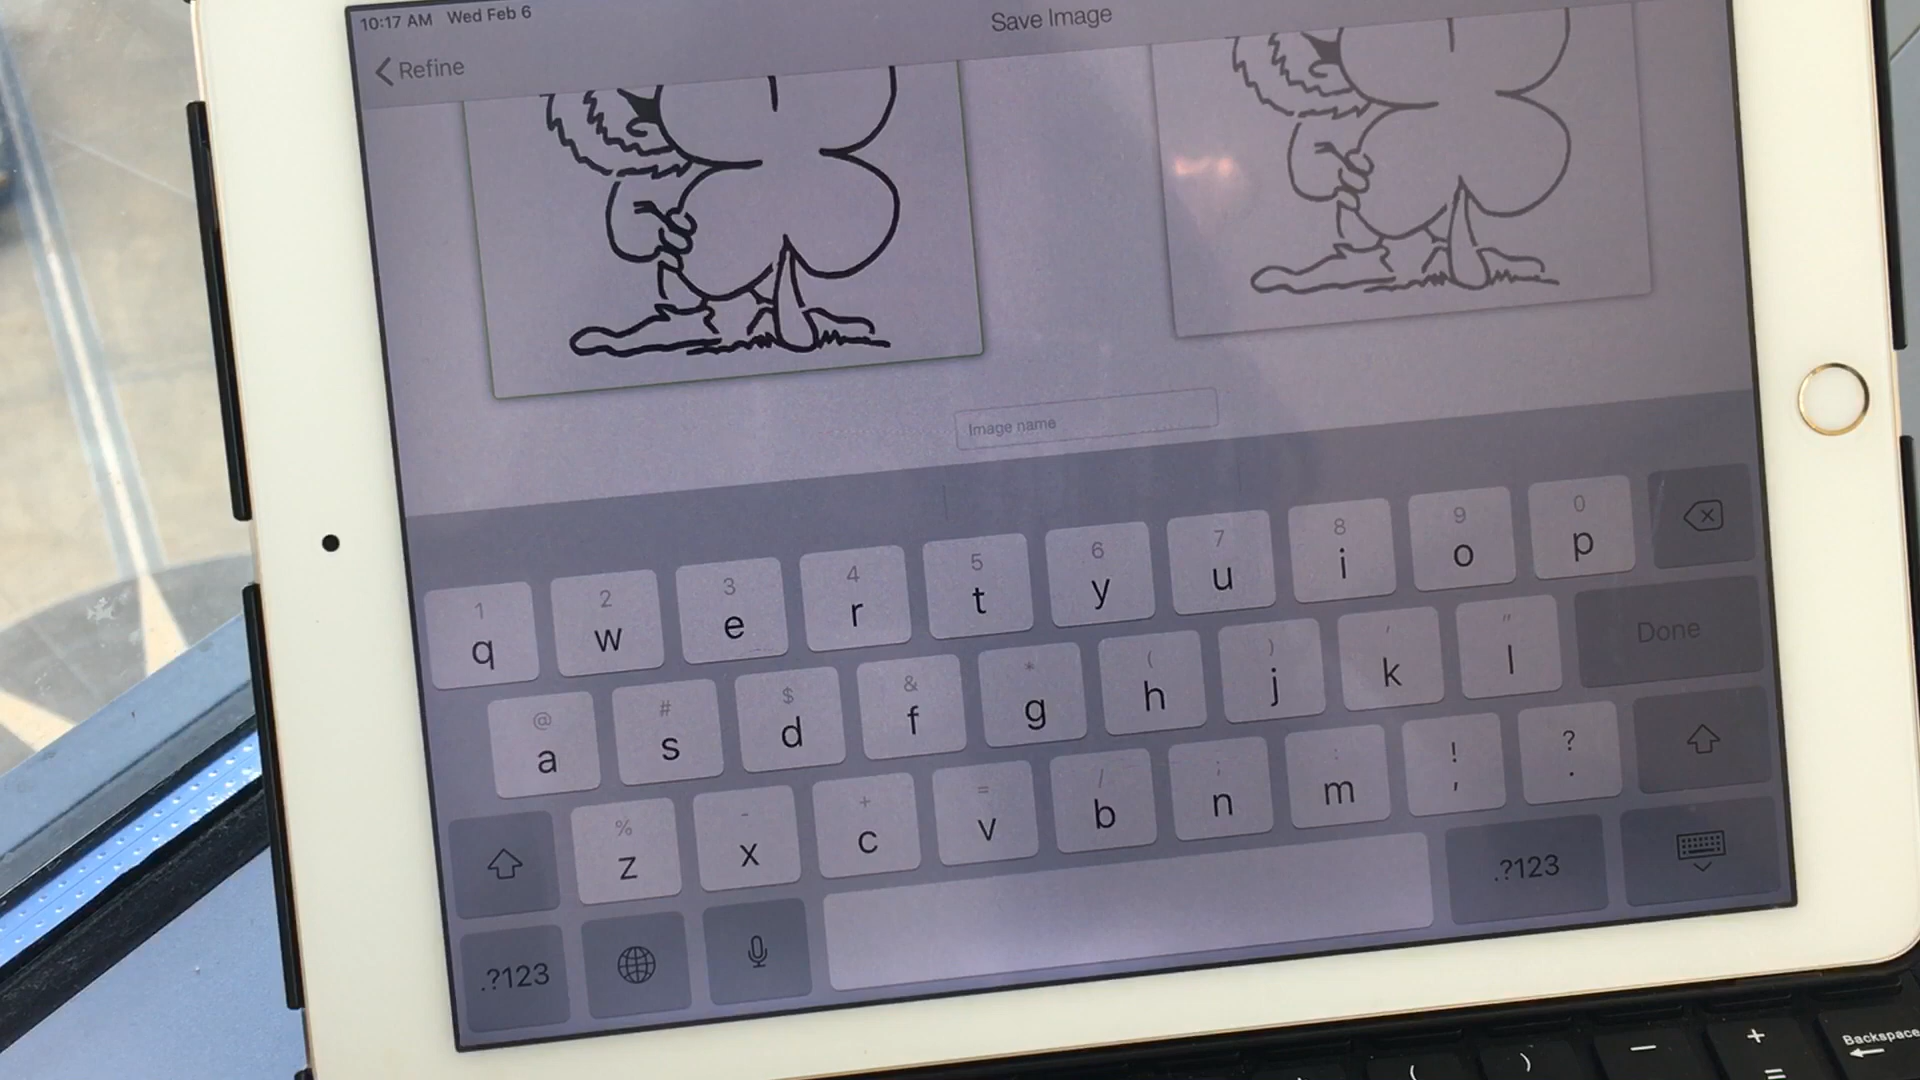 10:17 AM Wed Feb 6
Save Image
Refine
Image name
1 2 3 4 5 6 7 8 9 0
q w e r t y u i o p
@ # $ & * ( ) ' "
a s d f g h j k l Done
% - + = / ; : ! ?
z x c v b n m , .
.?123 .?123
Backspace
( ) — +
=